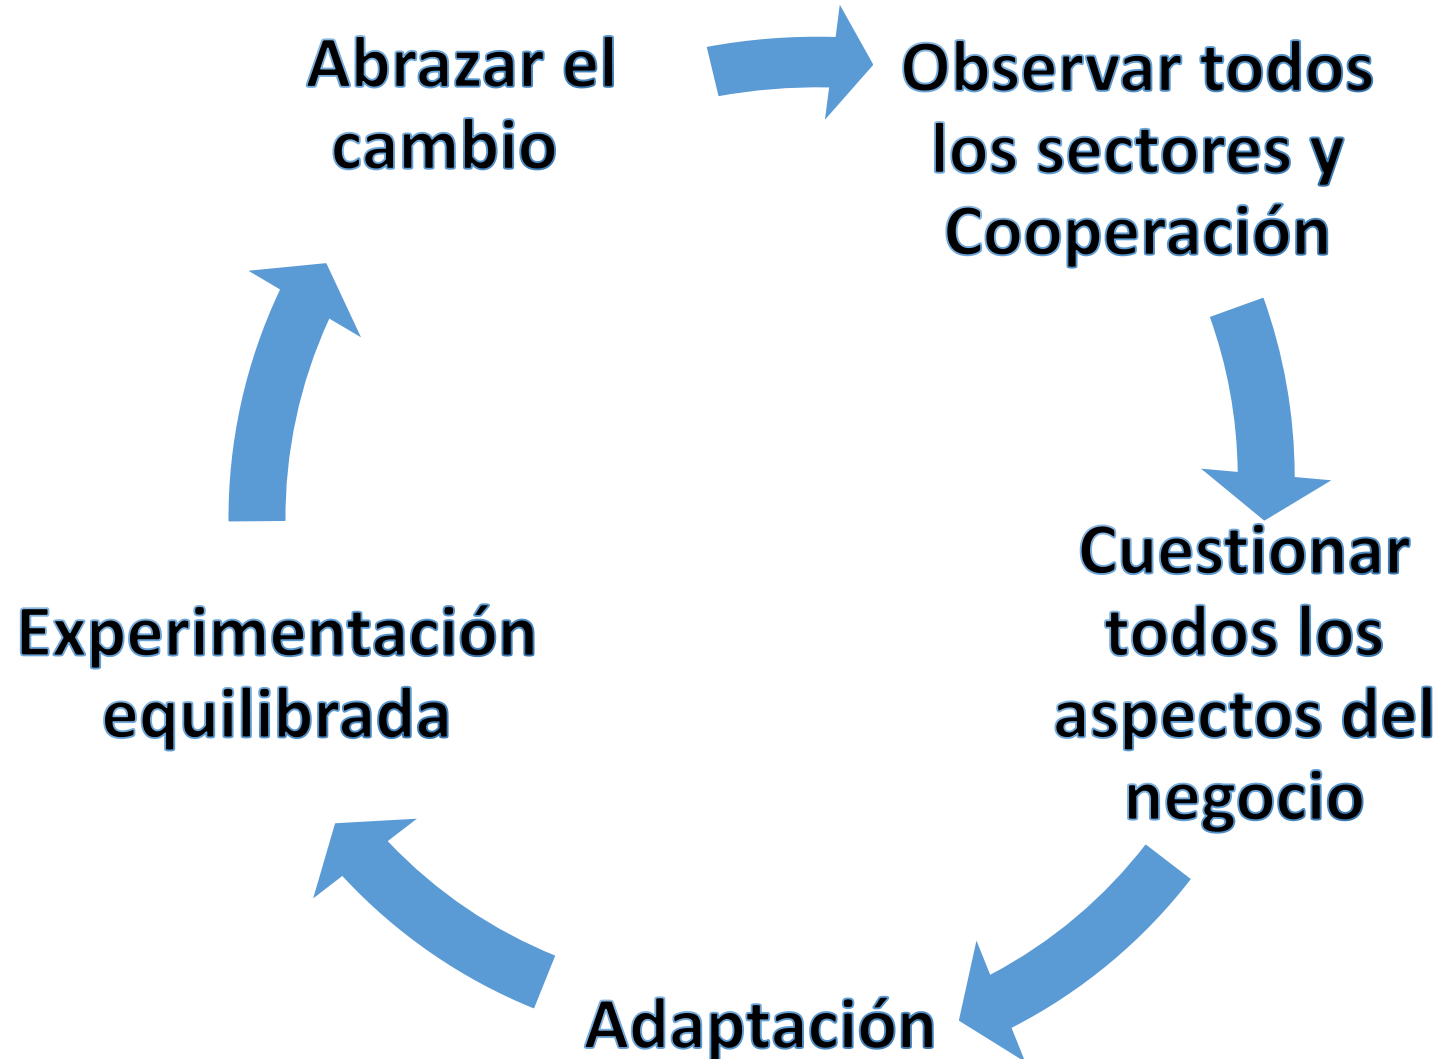 Abrazar el
cambio
Observar todos
los sectores y
Cooperación
Cuestionar
todos los
aspectos del
negocio
Adaptación
Experimentación
equilibrada